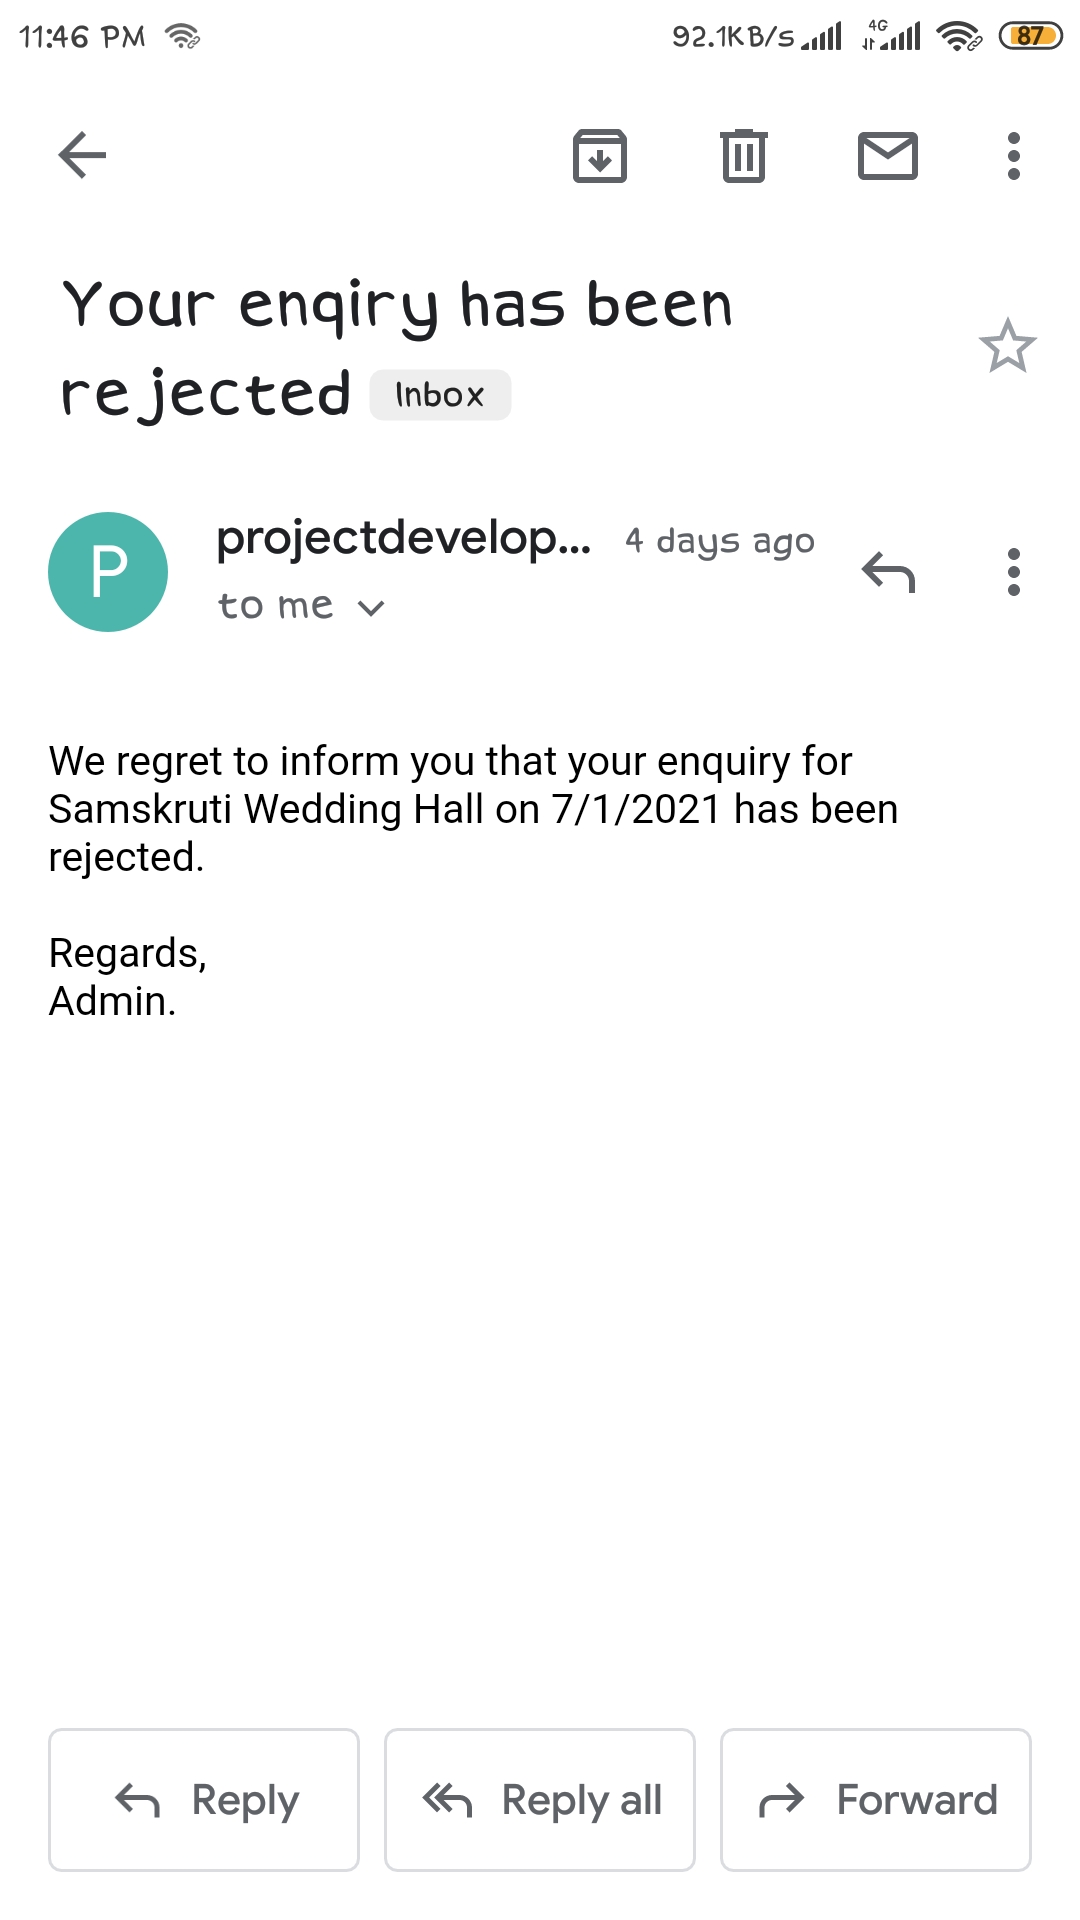 11:46 PM 92.1KB/s 4G 87
Your enqiry has been
rejected Inbox
P projectdevelop... 4 days ago
to me
We regret to inform you that your enquiry for
Samskruti Wedding Hall on 7/1/2021 has been
rejected.
Regards,
Admin.
Reply Reply all Forward